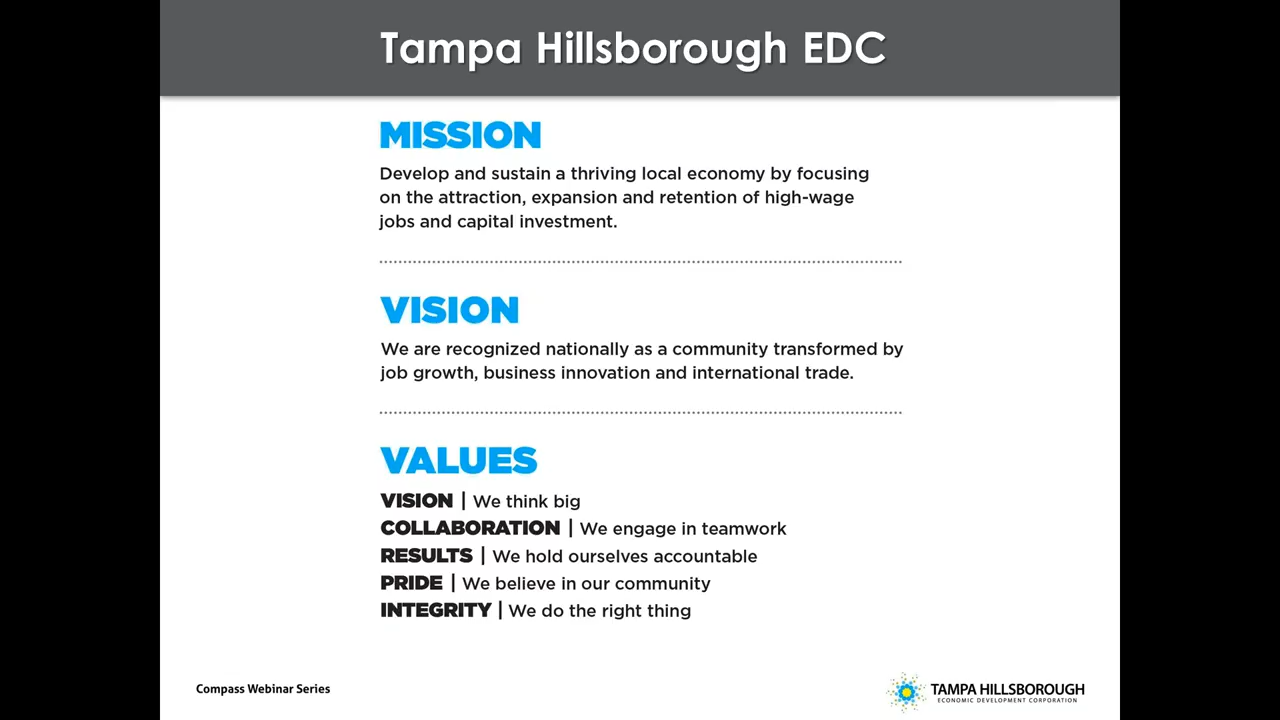 Tampa Hillsborough EDC
MISSION
Develop and sustain a thriving local economy by focusing
on the attraction, expansion and retention of high-wage
jobs and capital investment.
VISION
We are recognized nationally as a community transformed by
job growth, business innovation and international trade.
VALUES
VISION | We think big
COLLABORATION | We engage in teamwork
RESULTS | We hold ourselves accountable
PRIDE | We believe in our community
INTEGRITY | We do the right thing
Compass Webinar Series
TAMPA HILLSBOROUGH
ECONOMIC DEVELOPMENT CORPORATION